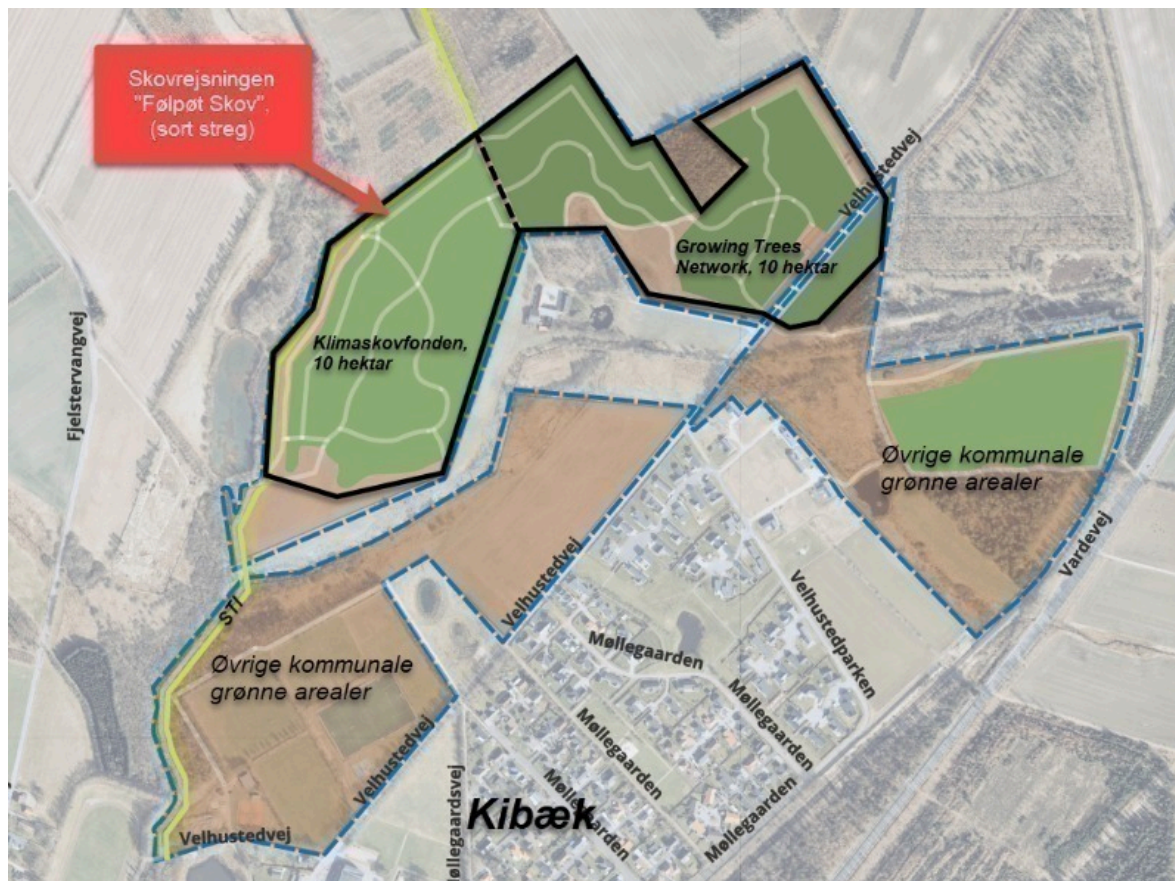 Skovrejsningen
"Følpøt Skov",
(sort streg)
Velhustedvej
Growing Trees
Network, 10 hektar
Klimaskovfonden,
10 hektar
Fjelstervangvej
Øvrige kommunale
grønne arealer
Vardevej
Velhustedvej
STI
Velhustedparken
Møllegaarden
Øvrige kommunale
grønne arealer
Møllegaarden
Møllegaarden
Velhustedvej
Møllegaarden
Kibæk
Møllegaarden
Velhustedvej
Møllegaardsvej